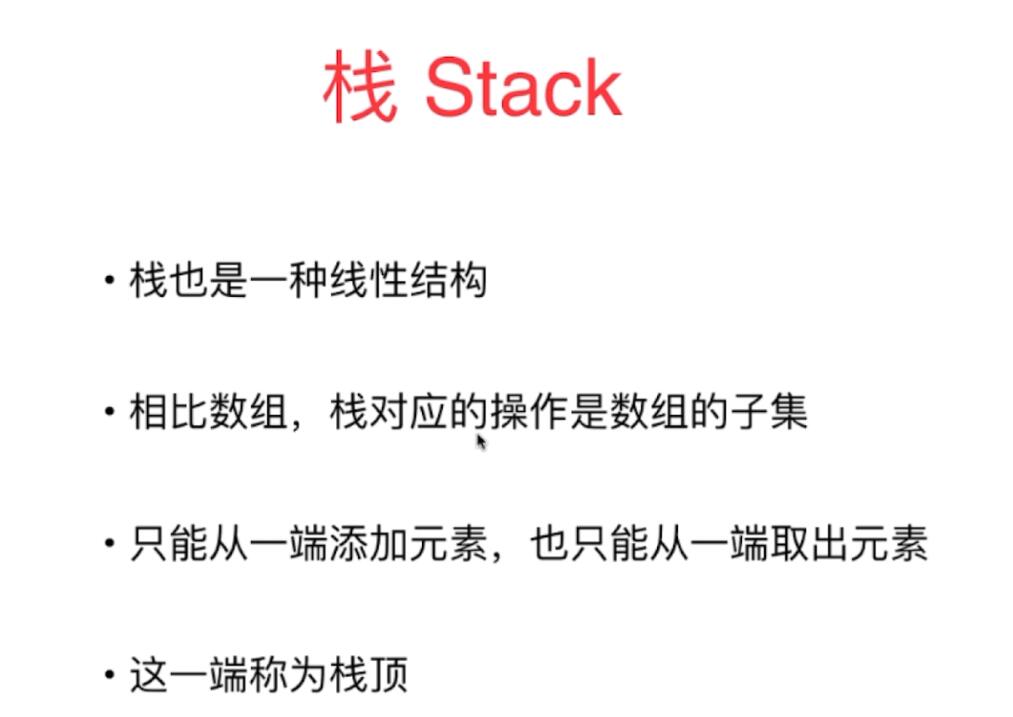 栈 Stack
• 栈也是一种线性结构
• 相比数组，栈对应的操作是数组的子集
• 只能从一端添加元素，也只能从一端取出元素
• 这一端称为栈顶